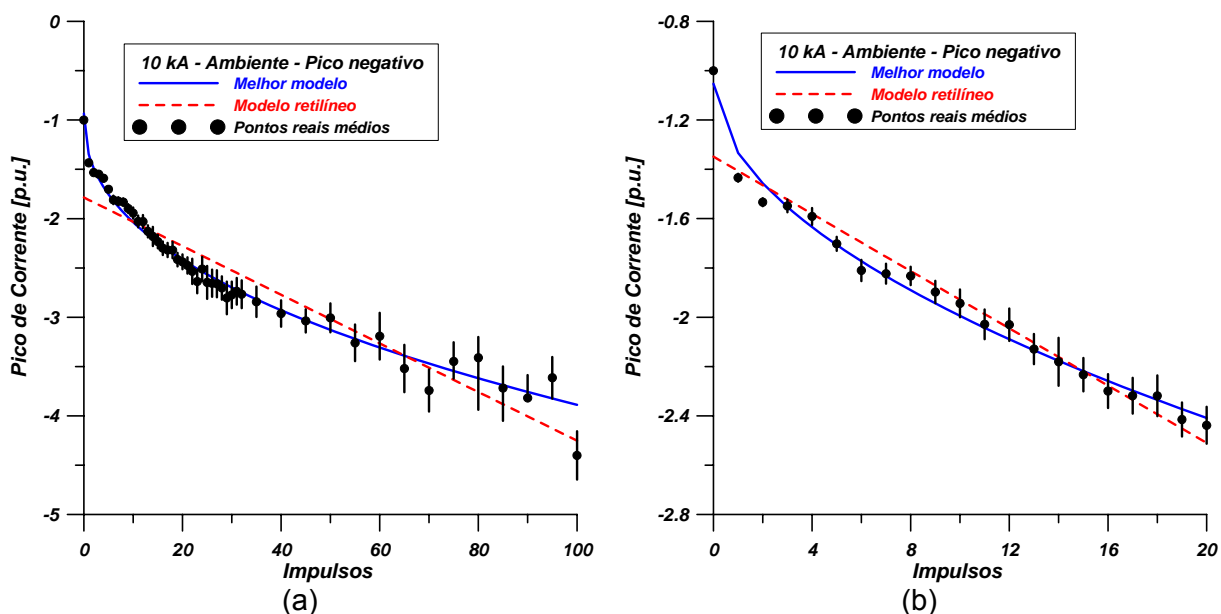 10 kA - Ambiente - Pico negativo
Melhor modelo
Modelo retilíneo
Pontos reais médios
Pico de Corrente [p.u.]
0
-1
-2
-3
-4
-5
0
20
40
60
80
100
Impulsos
(a)
10 kA - Ambiente - Pico negativo
Melhor modelo
Modelo retilíneo
Pontos reais médios
Pico de Corrente [p.u.]
-0.8
-1.2
-1.6
-2
-2.4
-2.8
0
4
8
12
16
20
Impulsos
(b)